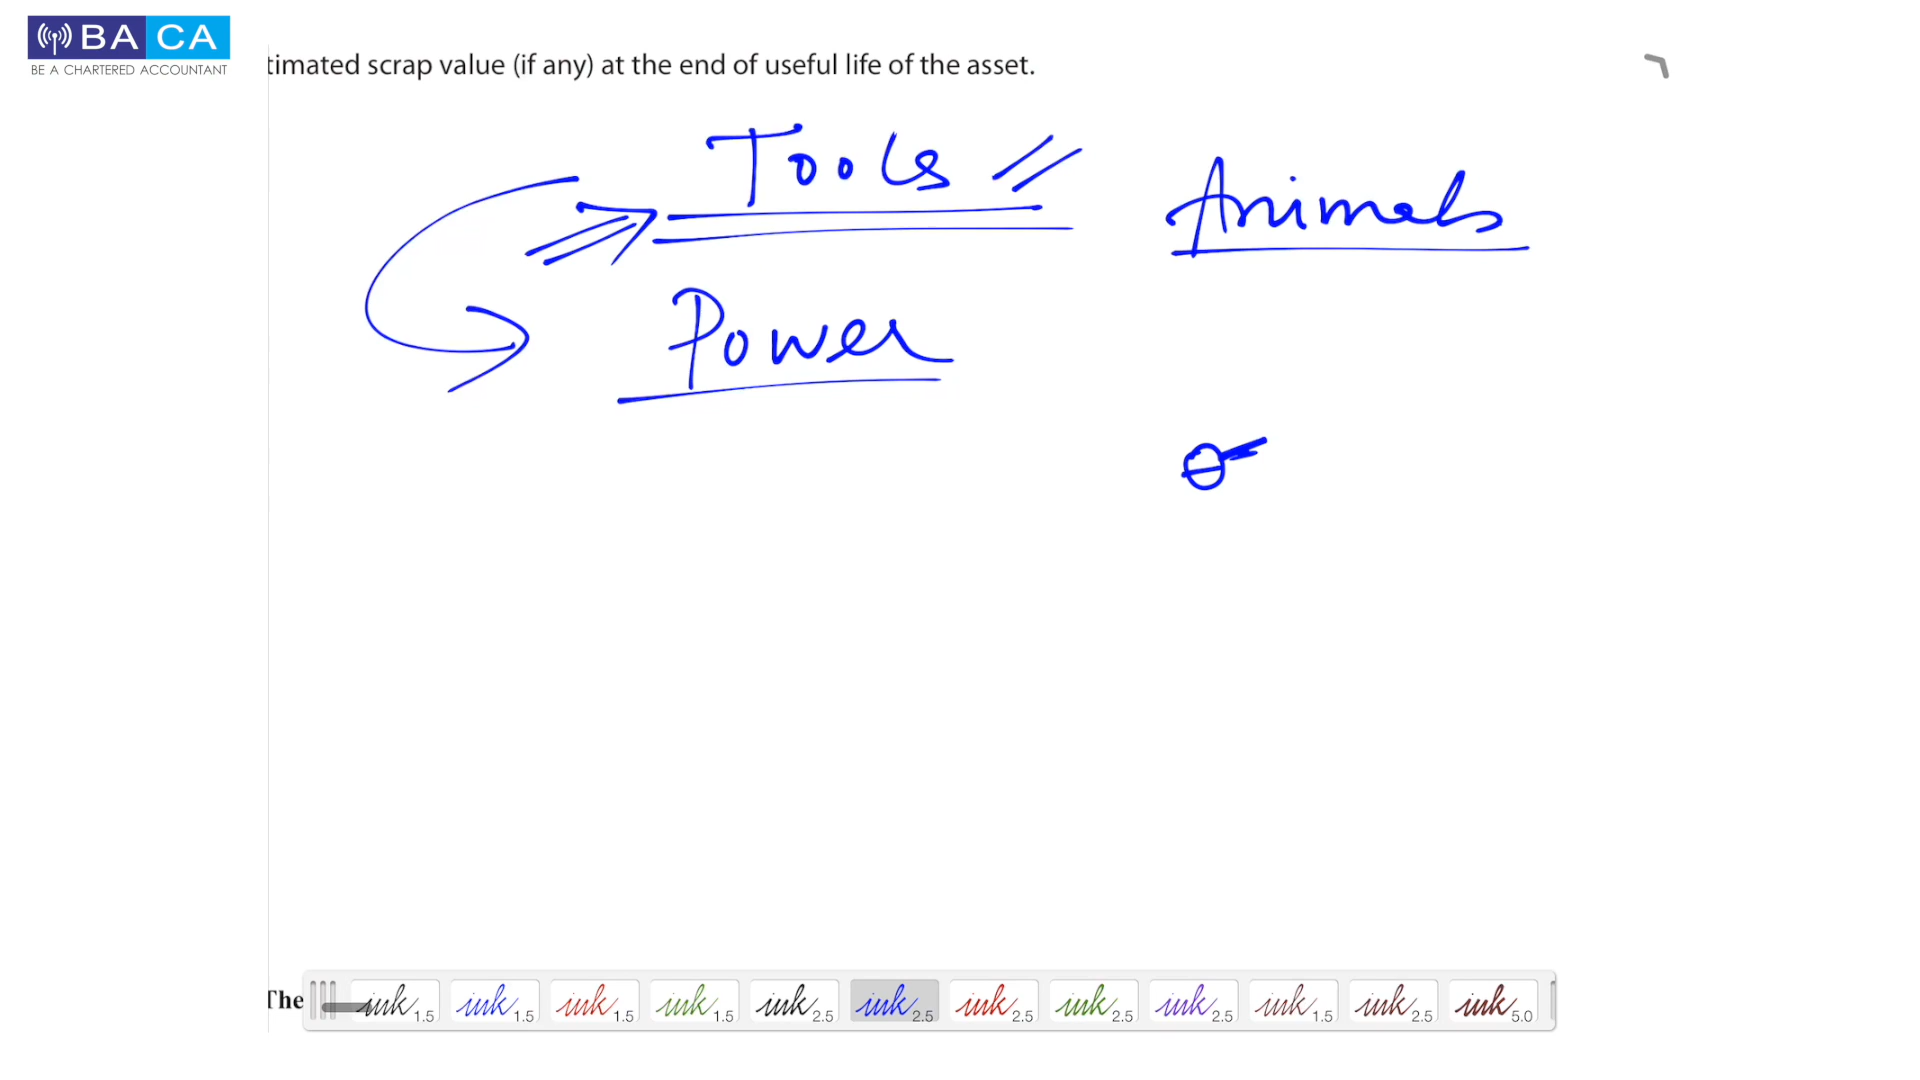 BA CA
BE A CHARTERED ACCOUNTANT
timated scrap value (if any) at the end of useful life of the asset.
Tools
Animals
Power
The
ink 1.5 ink 1.5 ink 1.5 ink 1.5 ink 2.5 ink 2.5 ink 2.5 ink 2.5 ink 2.5 ink 1.5 ink 2.5 ink 5.0